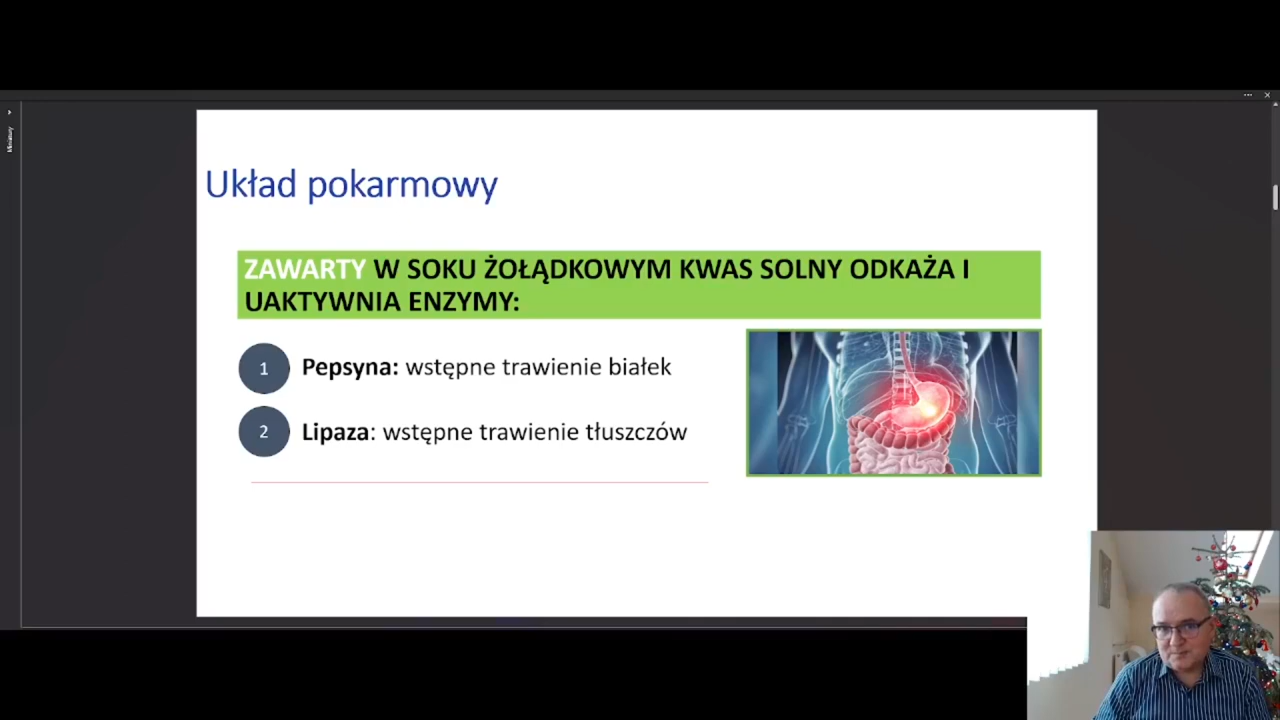 Miniatury
Układ pokarmowy
ZAWARTY W SOKU ŻOŁĄDKOWYM KWAS SOLNY ODKAŻA I
UAKTYWNIA ENZYMY:
1 Pepsyna: wstępne trawienie białek
2 Lipaza: wstępne trawienie tłuszczów